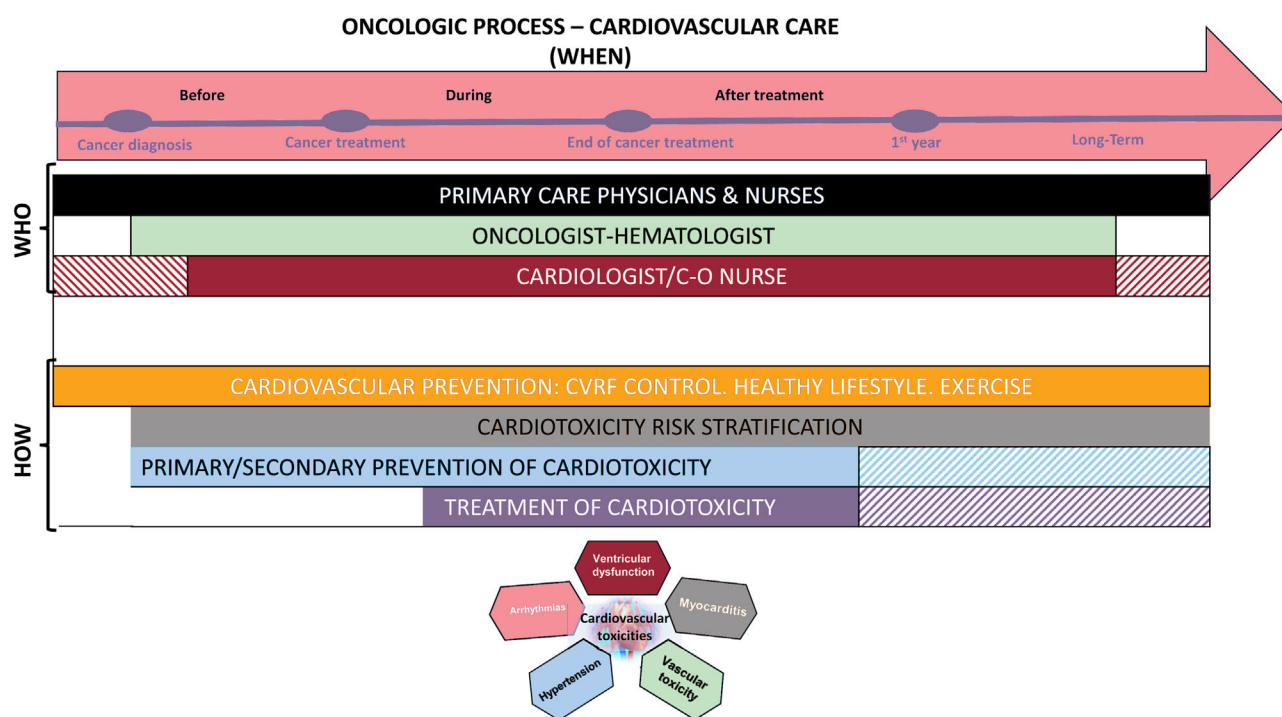 ONCOLOGIC PROCESS – CARDIOVASCULAR CARE
(WHEN)
Before
During
After treatment
Cancer diagnosis
Cancer treatment
End of cancer treatment
1st year
Long-Term
WHO
PRIMARY CARE PHYSICIANS & NURSES
ONCOLOGIST-HEMATOLOGIST
CARDIOLOGIST/C-O NURSE
HOW
CARDIOVASCULAR PREVENTION: CVRF CONTROL. HEALTHY LIFESTYLE. EXERCISE
CARDIOTOXICITY RISK STRATIFICATION
PRIMARY/SECONDARY PREVENTION OF CARDIOTOXICITY
TREATMENT OF CARDIOTOXICITY
Ventricular
dysfunction
Arrhythmias
Myocarditis
Cardiovascular
toxicities
Hypertension
Vascular
toxicity